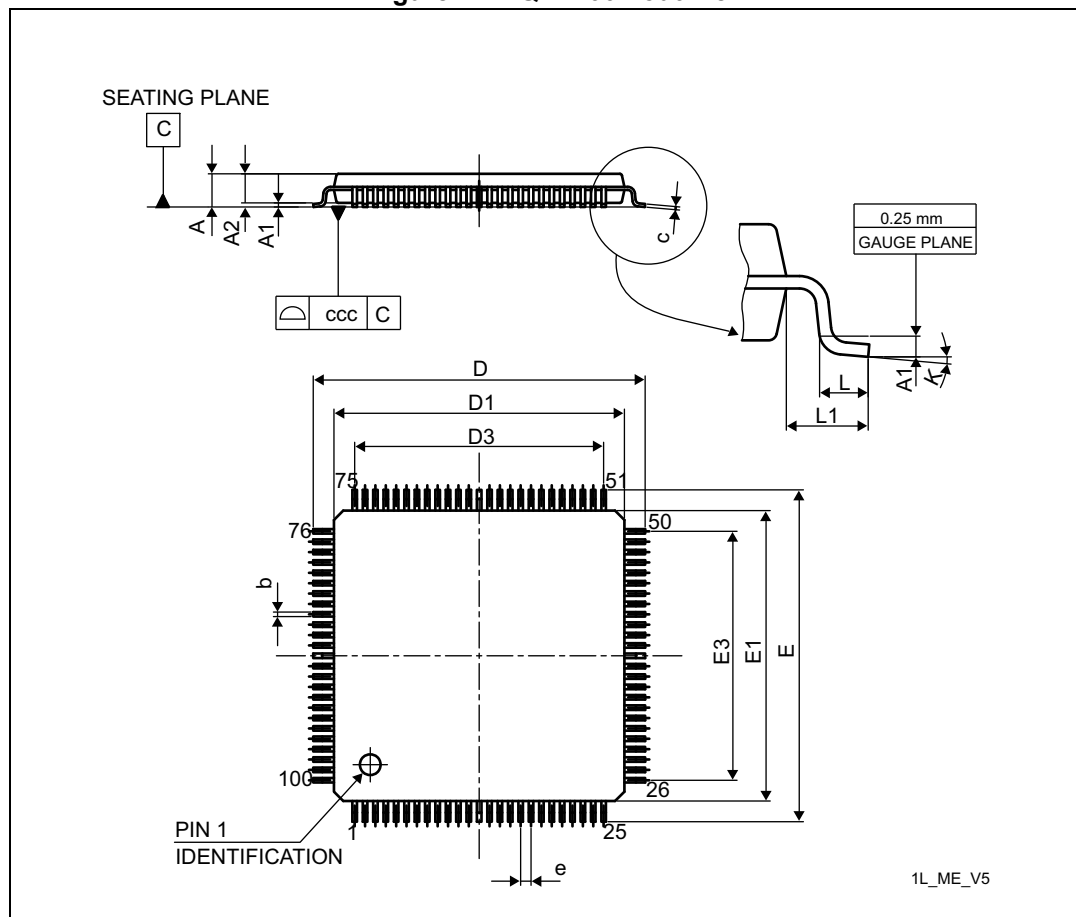 SEATING PLANE
C
A
A2
A1
c
ccc C
0.25 mm
GAUGE PLANE
A1
K
L
L1
D
D1
D3
75
51
76
50
b
E3
E1
E
100
26
1
25
PIN 1
IDENTIFICATION
e
1L_ME_V5